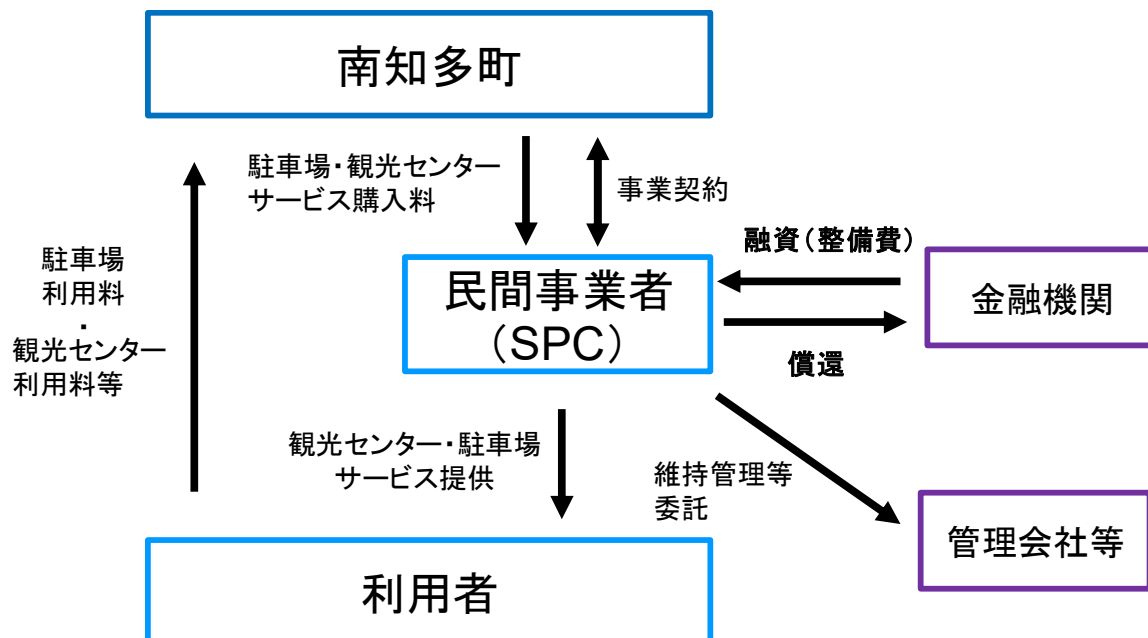 南知多町
駐車場・観光センター
サービス購入料
事業契約
融資（整備費）
駐車場
利用料
・
観光センター
利用料等
民間事業者
（SPC）
金融機関
償還
観光センター・駐車場
サービス提供
維持管理等
委託
管理会社等
利用者